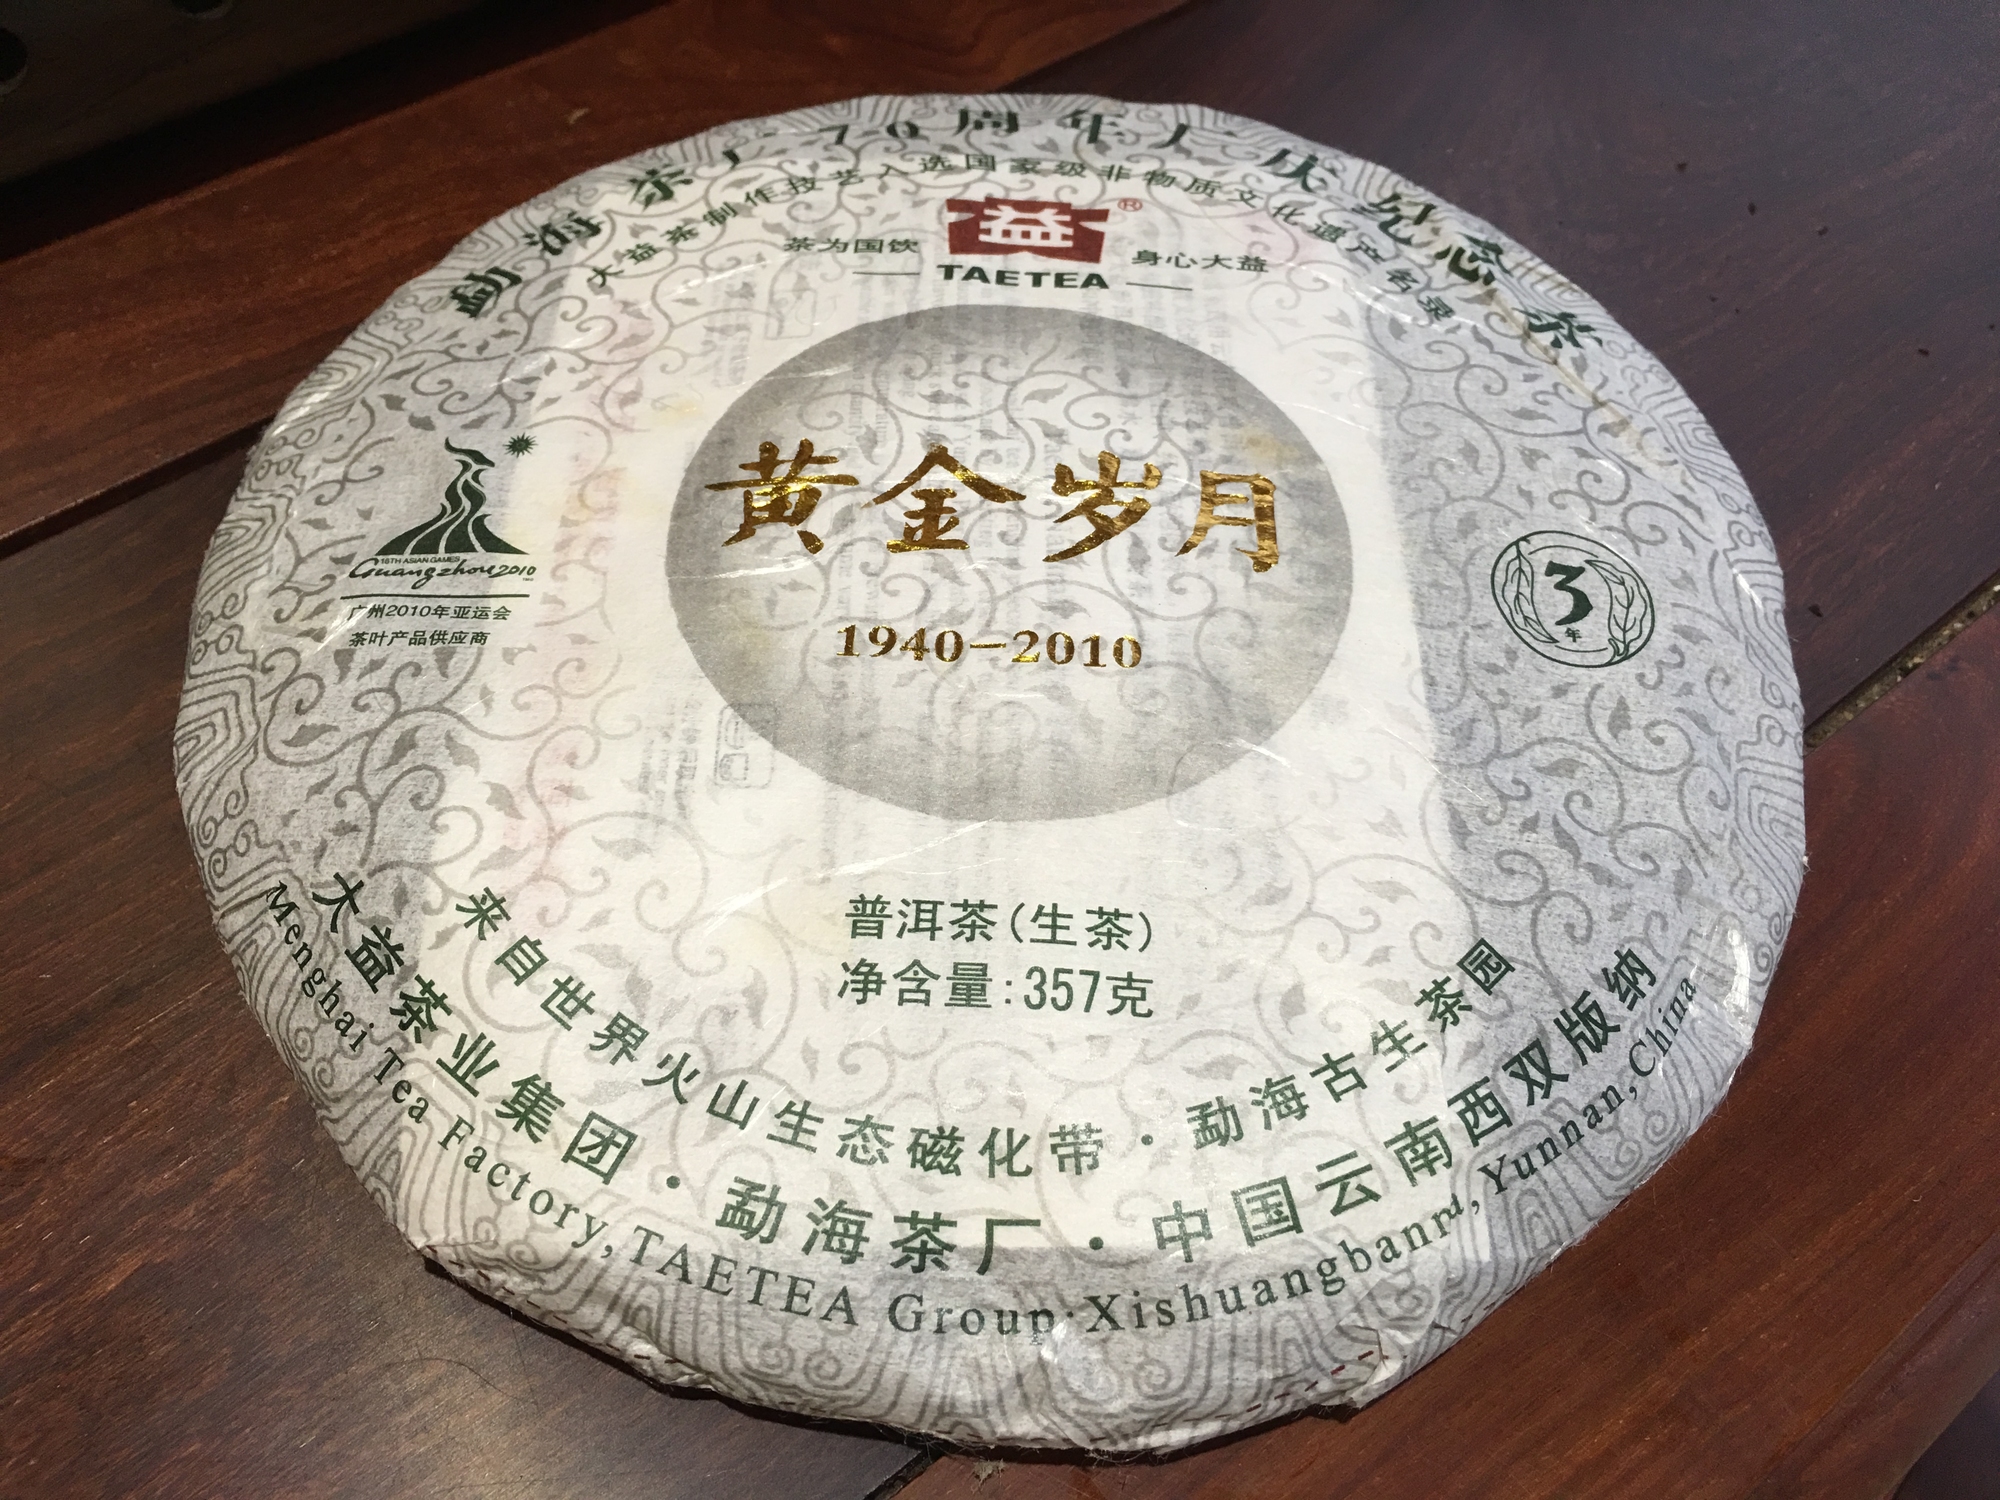 勐海茶厂70周年厂庆纪念茶
大益茶制作技艺入选国家级非物质文化遗产名录
益®
茶为国饮
身心大益
TAETEA
黄金岁月
1940-2010
16TH ASIAN GAMES
Guangzhou2010
广州2010年亚运会
茶叶产品供应商
3
年
普洱茶(生茶)
净含量:357克
来自世界火山生态磁化带·勐海古生茶园
大益茶业集团·勐海茶厂·中国云南西双版纳
Menghai Tea Factory,TAETEA Group·Xishuangbanna,Yunnan,China